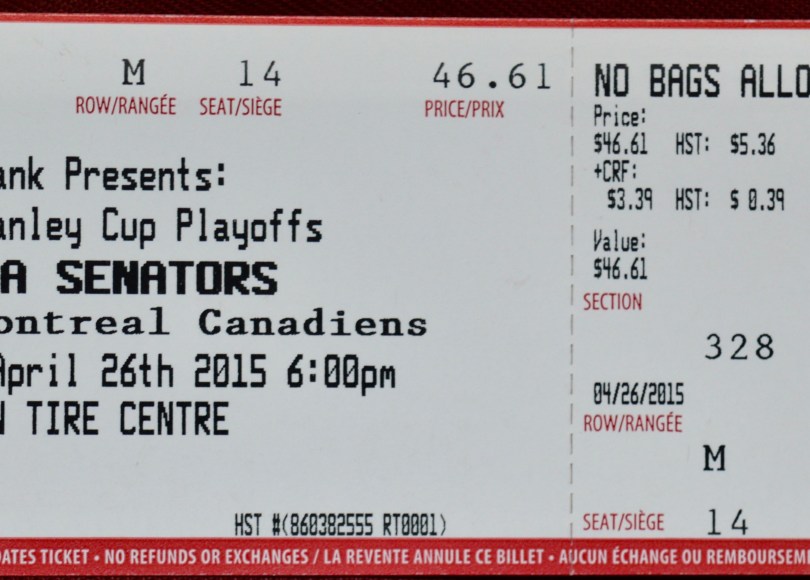 M 14 46.61
ROW/RANGÉE SEAT/SIÈGE PRICE/PRIX
ank Presents:
anley Cup Playoffs
A SENATORS
ontreal Canadiens
April 26th 2015 6:00pm
N TIRE CENTRE
HST #(860382555 RT0001)
NO BAGS ALLO
Price:
$46.61 HST: $5.36
+CRF:
$3.39 HST: $ 0.39
Value:
$46.61
SECTION
328
04/26/2015
ROW/RANGÉE
M
SEAT/SIÈGE 14
DATES TICKET • NO REFUNDS OR EXCHANGES / LA REVENTE ANNULE CE BILLET • AUCUN ÉCHANGE OU REMBOURSEM